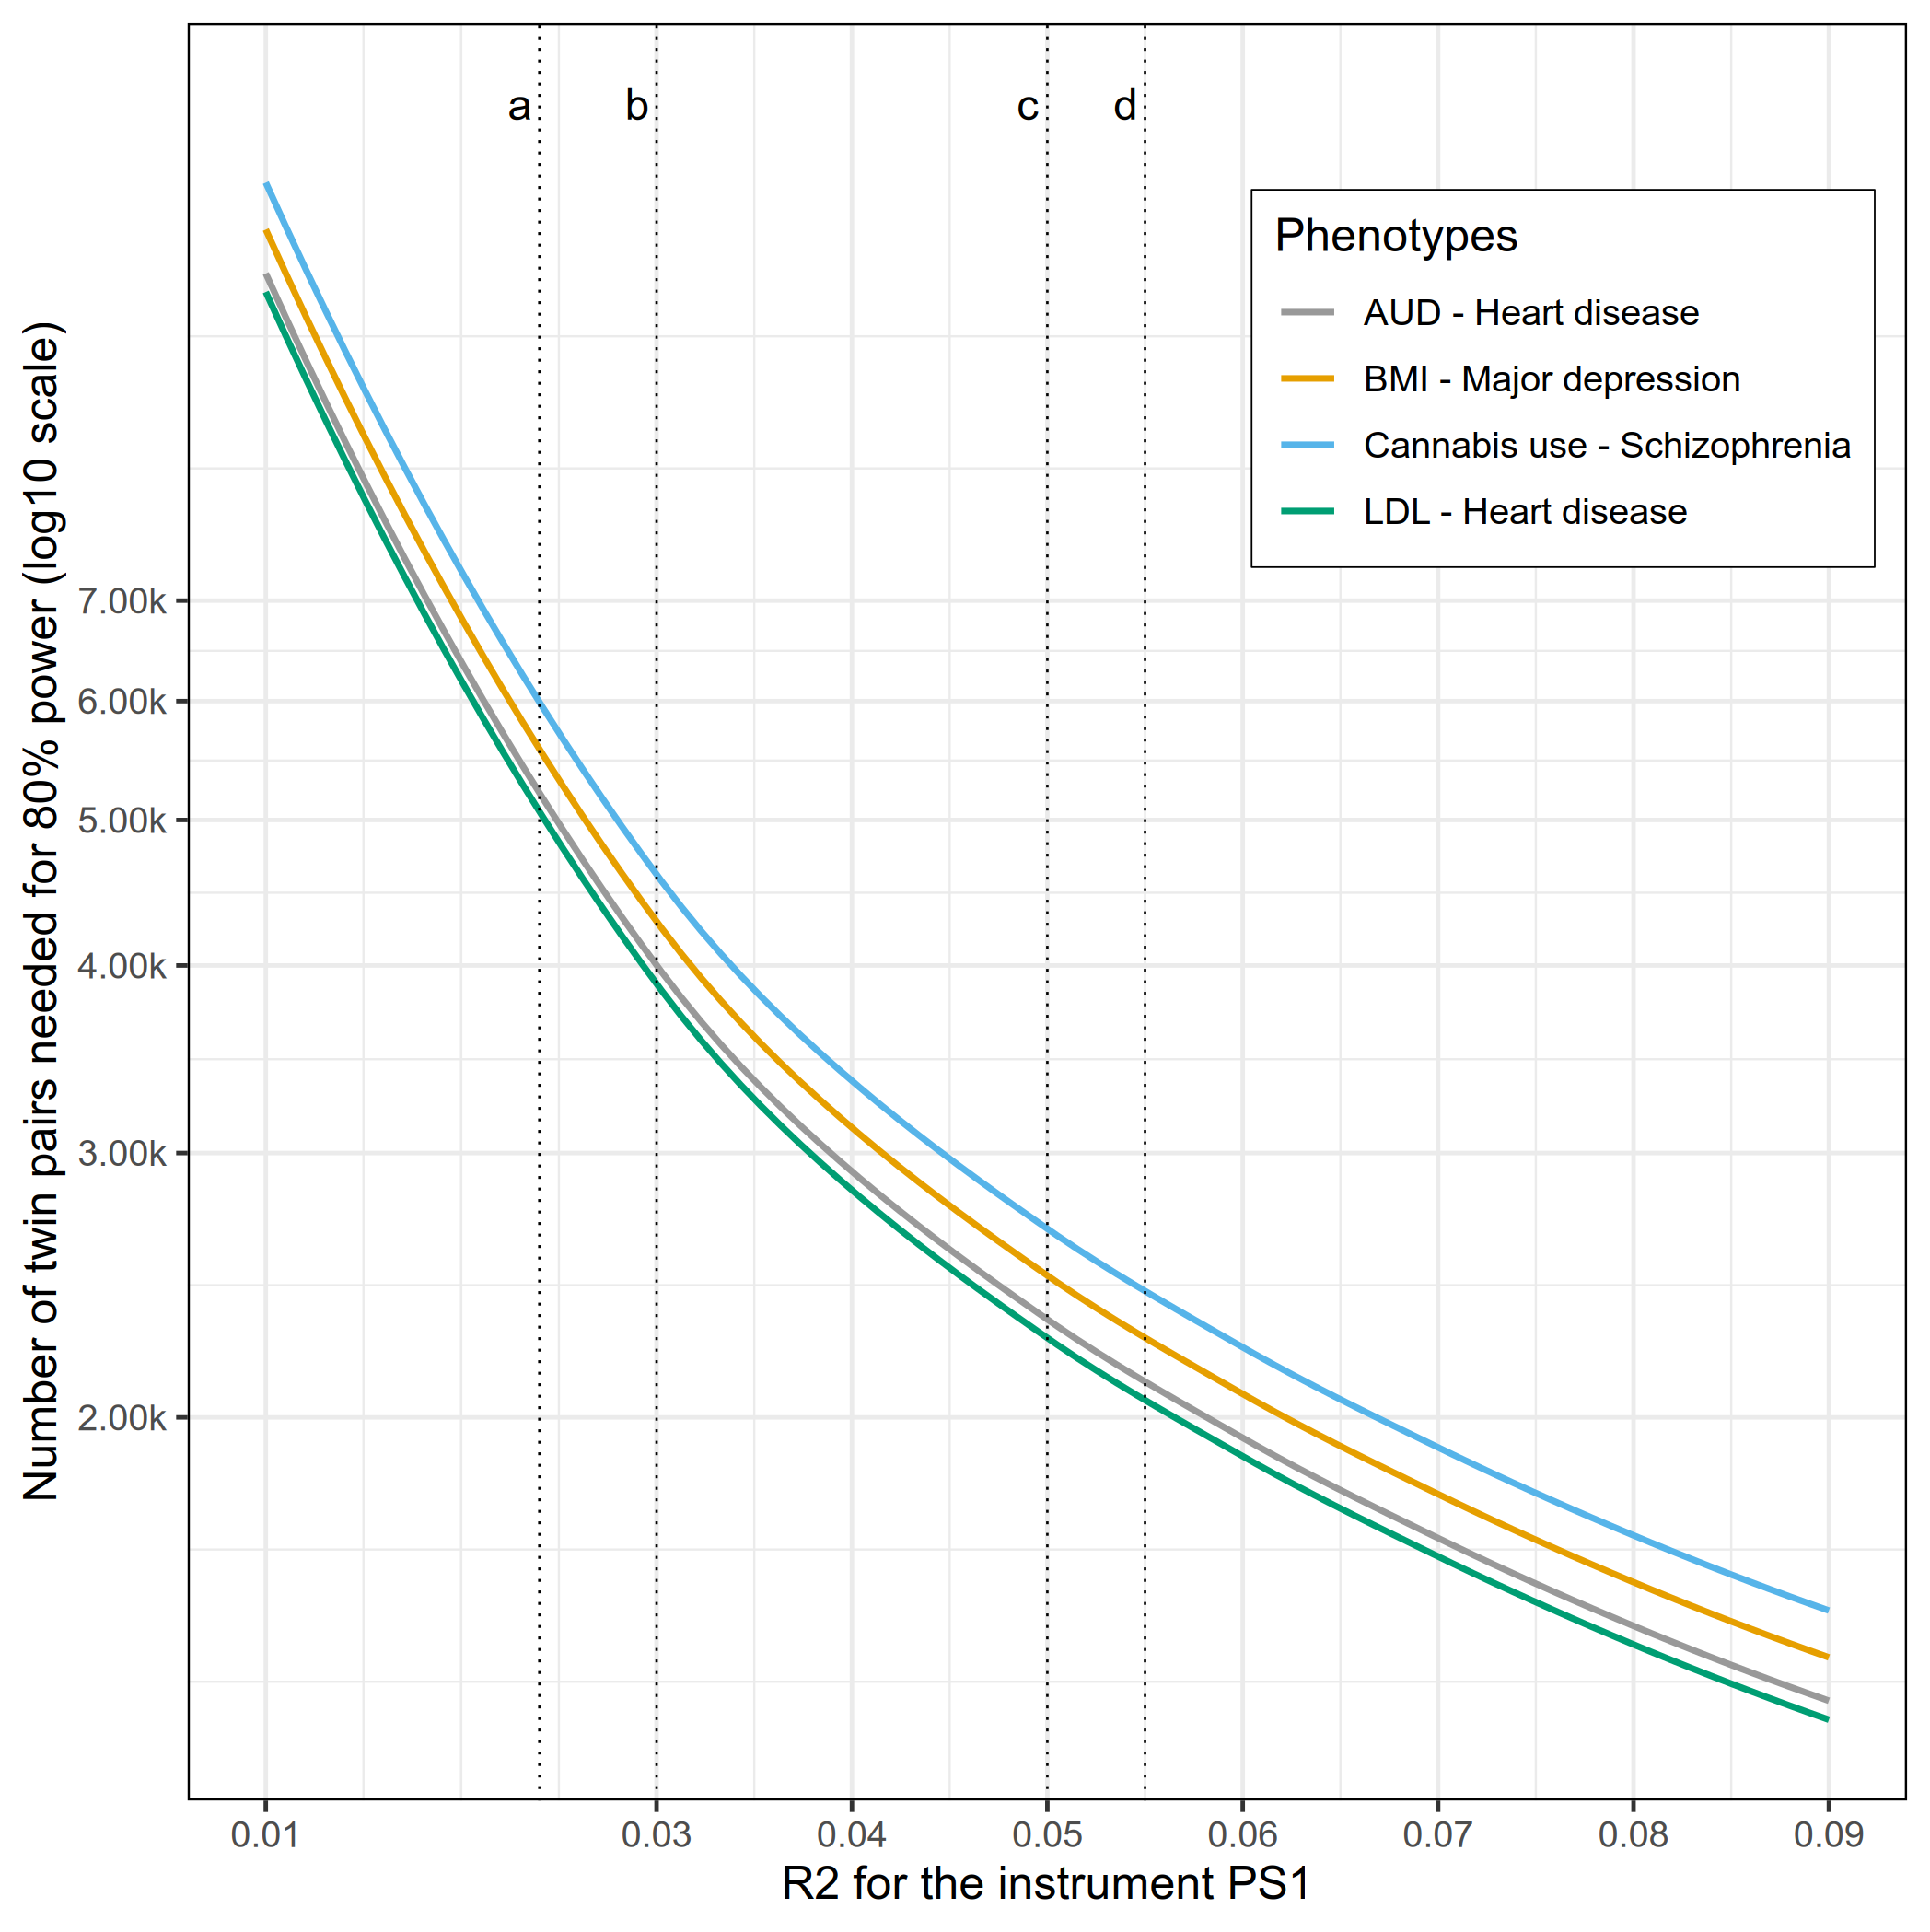 a b c d
Phenotypes
AUD - Heart disease
BMI - Major depression
Cannabis use - Schizophrenia
LDL - Heart disease
Number of twin pairs needed for 80% power (log10 scale)
7.00k
6.00k
5.00k
4.00k
3.00k
2.00k
0.01 0.03 0.04 0.05 0.06 0.07 0.08 0.09
R2 for the instrument PS1